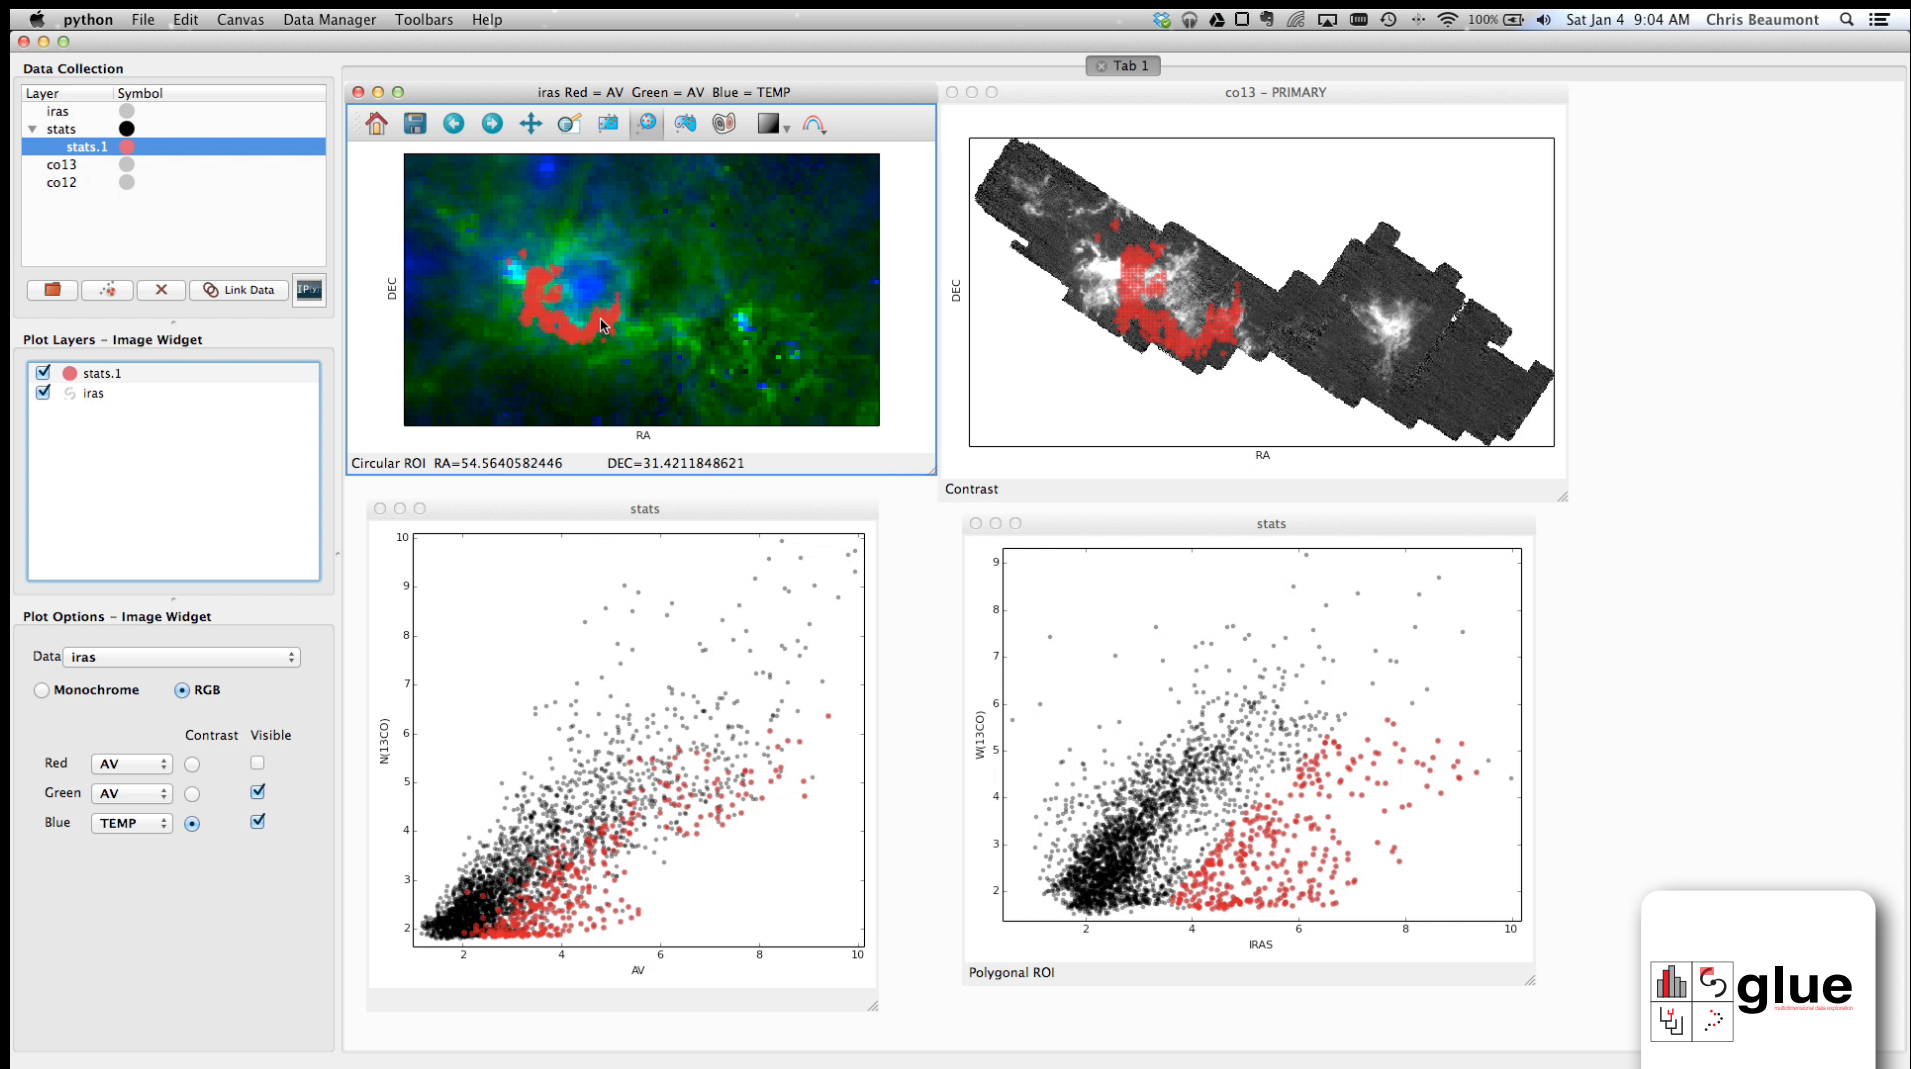 python File Edit Canvas Data Manager Toolbars Help 100% Sat Jan 4 9:04 AM Chris Beaumont
Data Collection
Layer Symbol
iras
stats
stats.1
co13
co12
Link Data
Plot Layers – Image Widget
stats.1
iras
Plot Options – Image Widget
Data iras
Monochrome RGB
Contrast Visible
Red AV
Green AV
Blue TEMP
Tab 1
iras Red = AV Green = AV Blue = TEMP
DEC
RA
Circular ROI RA=54.5640582446 DEC=31.4211848621
co13 – PRIMARY
DEC
RA
Contrast
stats
10
9
8
7
6
5
4
3
2
N(13CO)
2 4 6 8 10
AV
stats
9
8
7
6
5
4
3
2
W(13CO)
2 4 6 8 10
IRAS
Polygonal ROI
glue
multidimensional data exploration